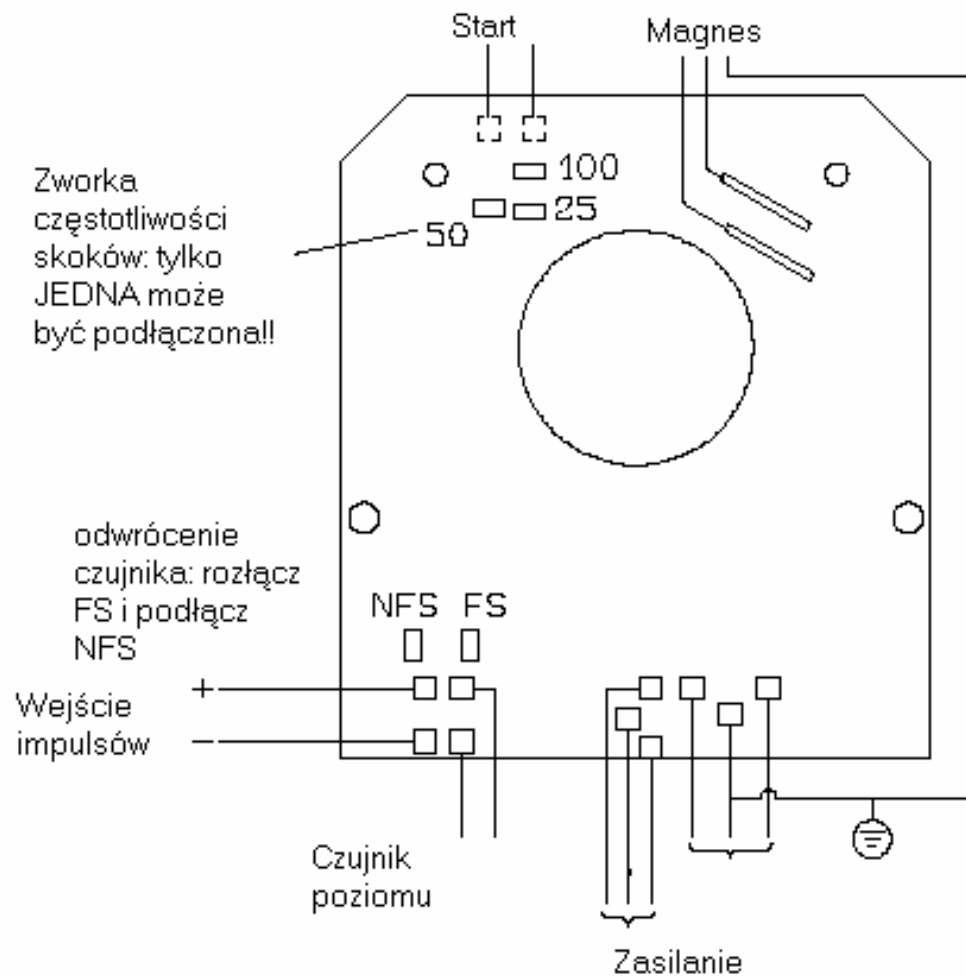 Start
Magnes
Zworka
częstotliwości
skoków: tylko
JEDNA może
być podłączona!!
100
25
50
odwrócenie
czujnika: rozłącz
FS i podłącz
NFS
NFS FS
Wejście
impulsów
+
−
Czujnik
poziomu
Zasilanie